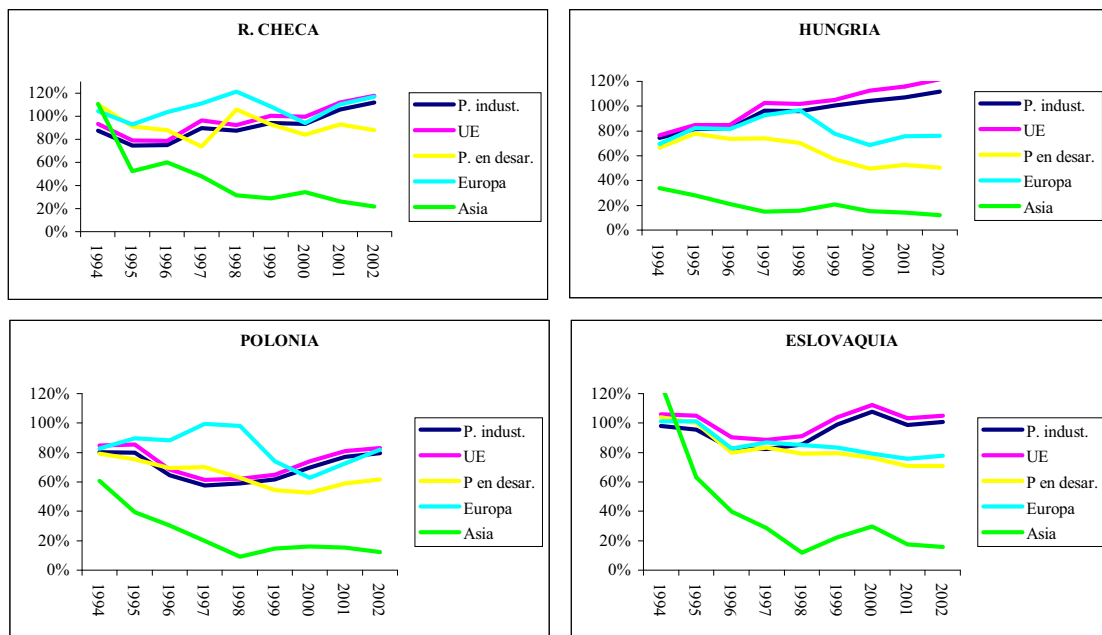 R. CHECA
120%
100%
80%
60%
40%
20%
0%
1994
1995
1996
1997
1998
1999
2000
2001
2002
P. indust.
UE
P. en desar.
Europa
Asia
HUNGRIA
120%
100%
80%
60%
40%
20%
0%
1994
1995
1996
1997
1998
1999
2000
2001
2002
P. indust.
UE
P en desar.
Europa
Asia
POLONIA
120%
100%
80%
60%
40%
20%
0%
1994
1995
1996
1997
1998
1999
2000
2001
2002
P. indust.
UE
P en desar.
Europa
Asia
ESLOVAQUIA
120%
100%
80%
60%
40%
20%
0%
1994
1995
1996
1997
1998
1999
2000
2001
2002
P. indust.
UE
P en desar.
Europa
Asia